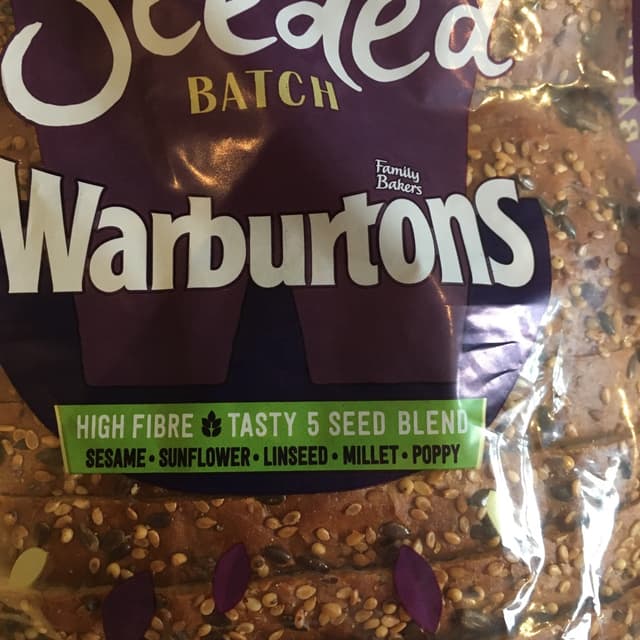 Seeded
BATCH
Family
Bakers
Warburtons
HIGH FIBRE TASTY 5 SEED BLEND
SESAME • SUNFLOWER • LINSEED • MILLET • POPPY